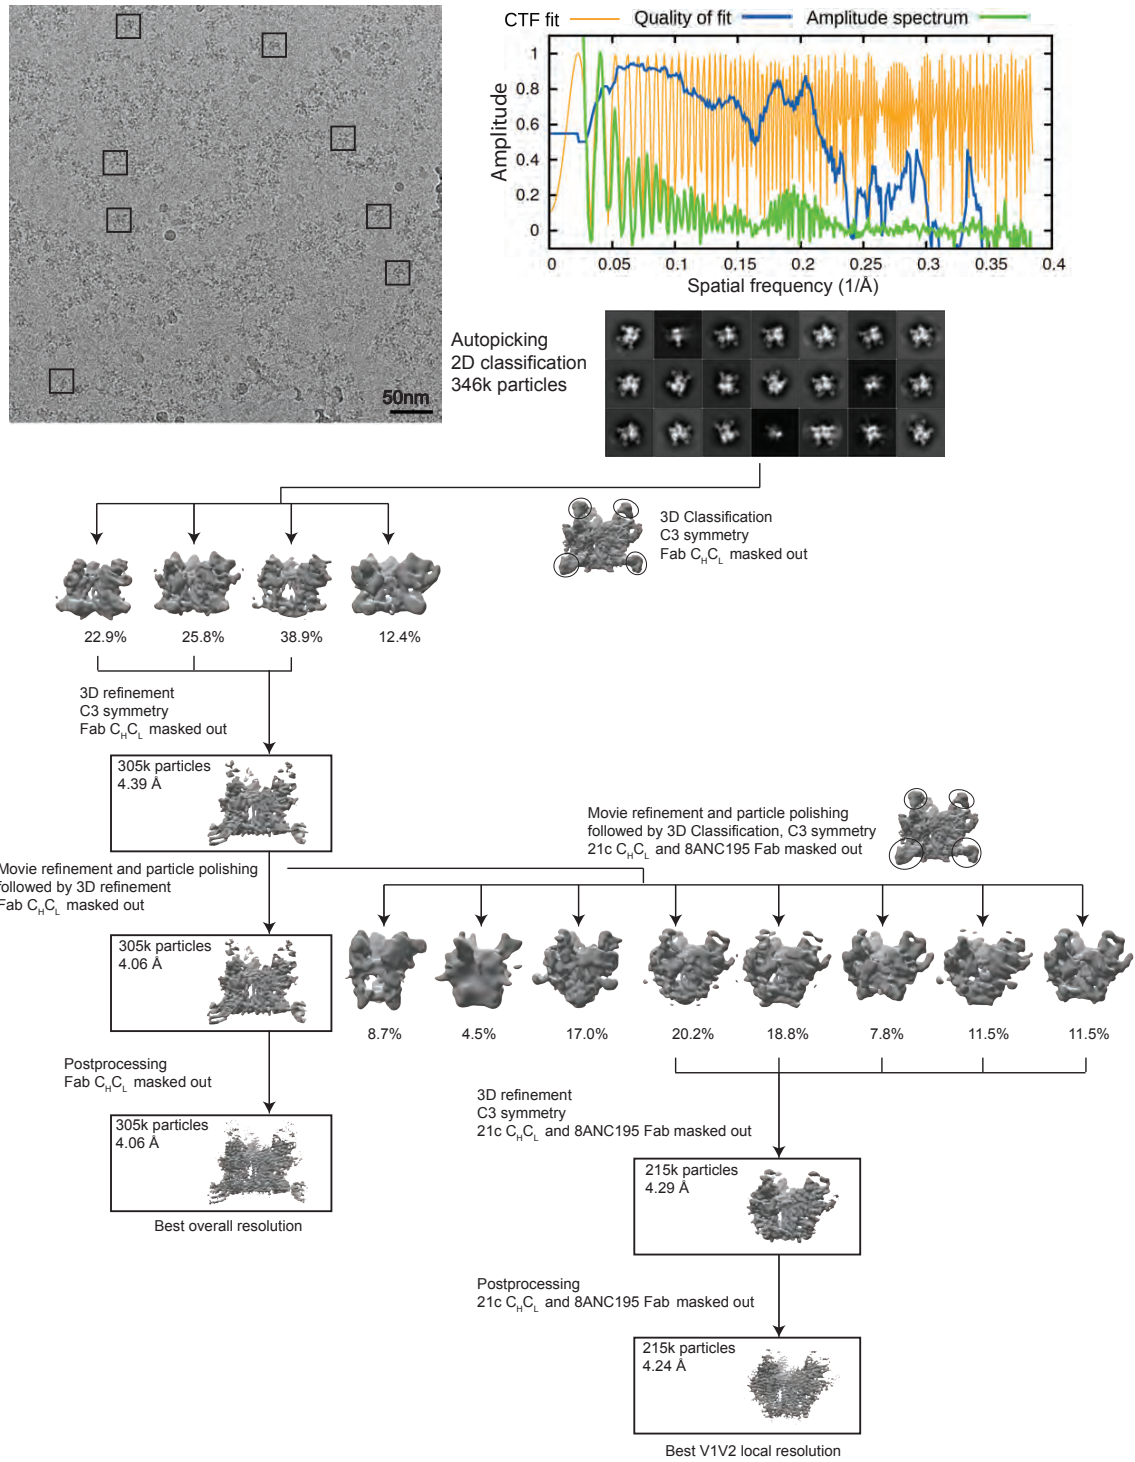 CTF fit
Quality of fit
Amplitude spectrum
1
0.8
0.6
0.4
0.2
0
Amplitude
0 0.05 0.1 0.15 0.2 0.25 0.3 0.35 0.4
Spatial frequency (1/Å)
50nm
Autopicking
2D classification
346k particles
3D Classification
C3 symmetry
Fab CHCL masked out
22.9% 25.8% 38.9% 12.4%
3D refinement
C3 symmetry
Fab CHCL masked out
305k particles
4.39 Å
Movie refinement and particle polishing
followed by 3D Classification, C3 symmetry
21c CHCL and 8ANC195 Fab masked out
Movie refinement and particle polishing
followed by 3D refinement
Fab CHCL masked out
305k particles
4.06 Å
8.7% 4.5% 17.0% 20.2% 18.8% 7.8% 11.5% 11.5%
Postprocessing
Fab CHCL masked out
305k particles
4.06 Å
Best overall resolution
3D refinement
C3 symmetry
21c CHCL and 8ANC195 Fab masked out
215k particles
4.29 Å
Postprocessing
21c CHCL and 8ANC195 Fab masked out
215k particles
4.24 Å
Best V1V2 local resolution